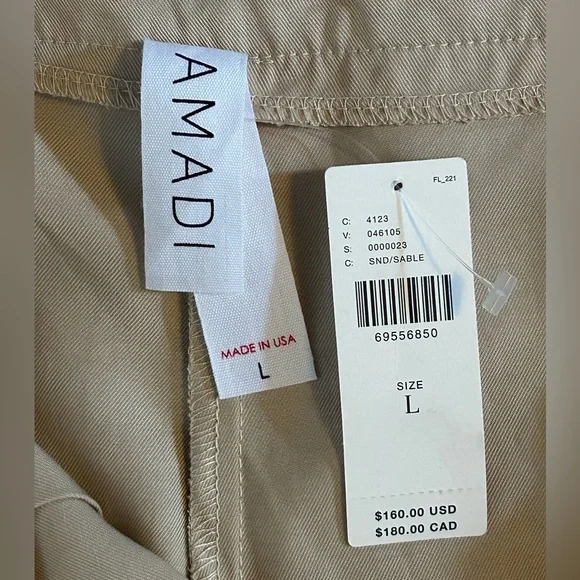 AMADI
MADE IN USA
L
FL_221
C: 4123
V: 046105
S: 0000023
C: SND/SABLE
69556850
SIZE
L
$160.00 USD
$180.00 CAD